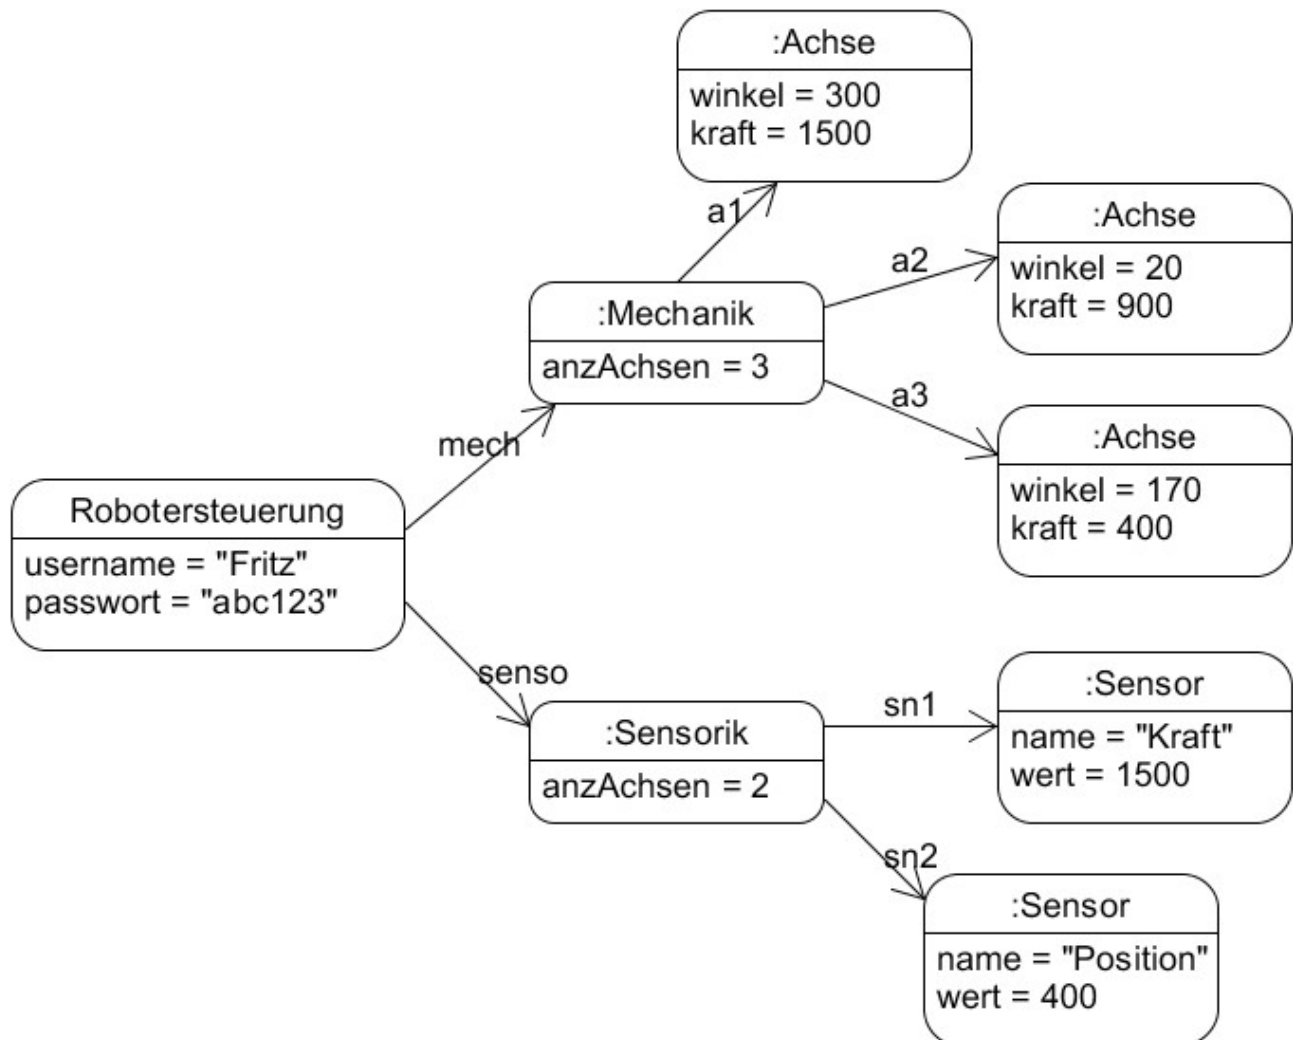 :Achse
winkel = 300
kraft = 1500
a1
:Achse
winkel = 20
kraft = 900
a2
:Mechanik
anzAchsen = 3
a3
:Achse
winkel = 170
kraft = 400
mech
Robotersteuerung
username = "Fritz"
passwort = "abc123"
senso
:Sensorik
anzAchsen = 2
sn1
:Sensor
name = "Kraft"
wert = 1500
sn2
:Sensor
name = "Position"
wert = 400